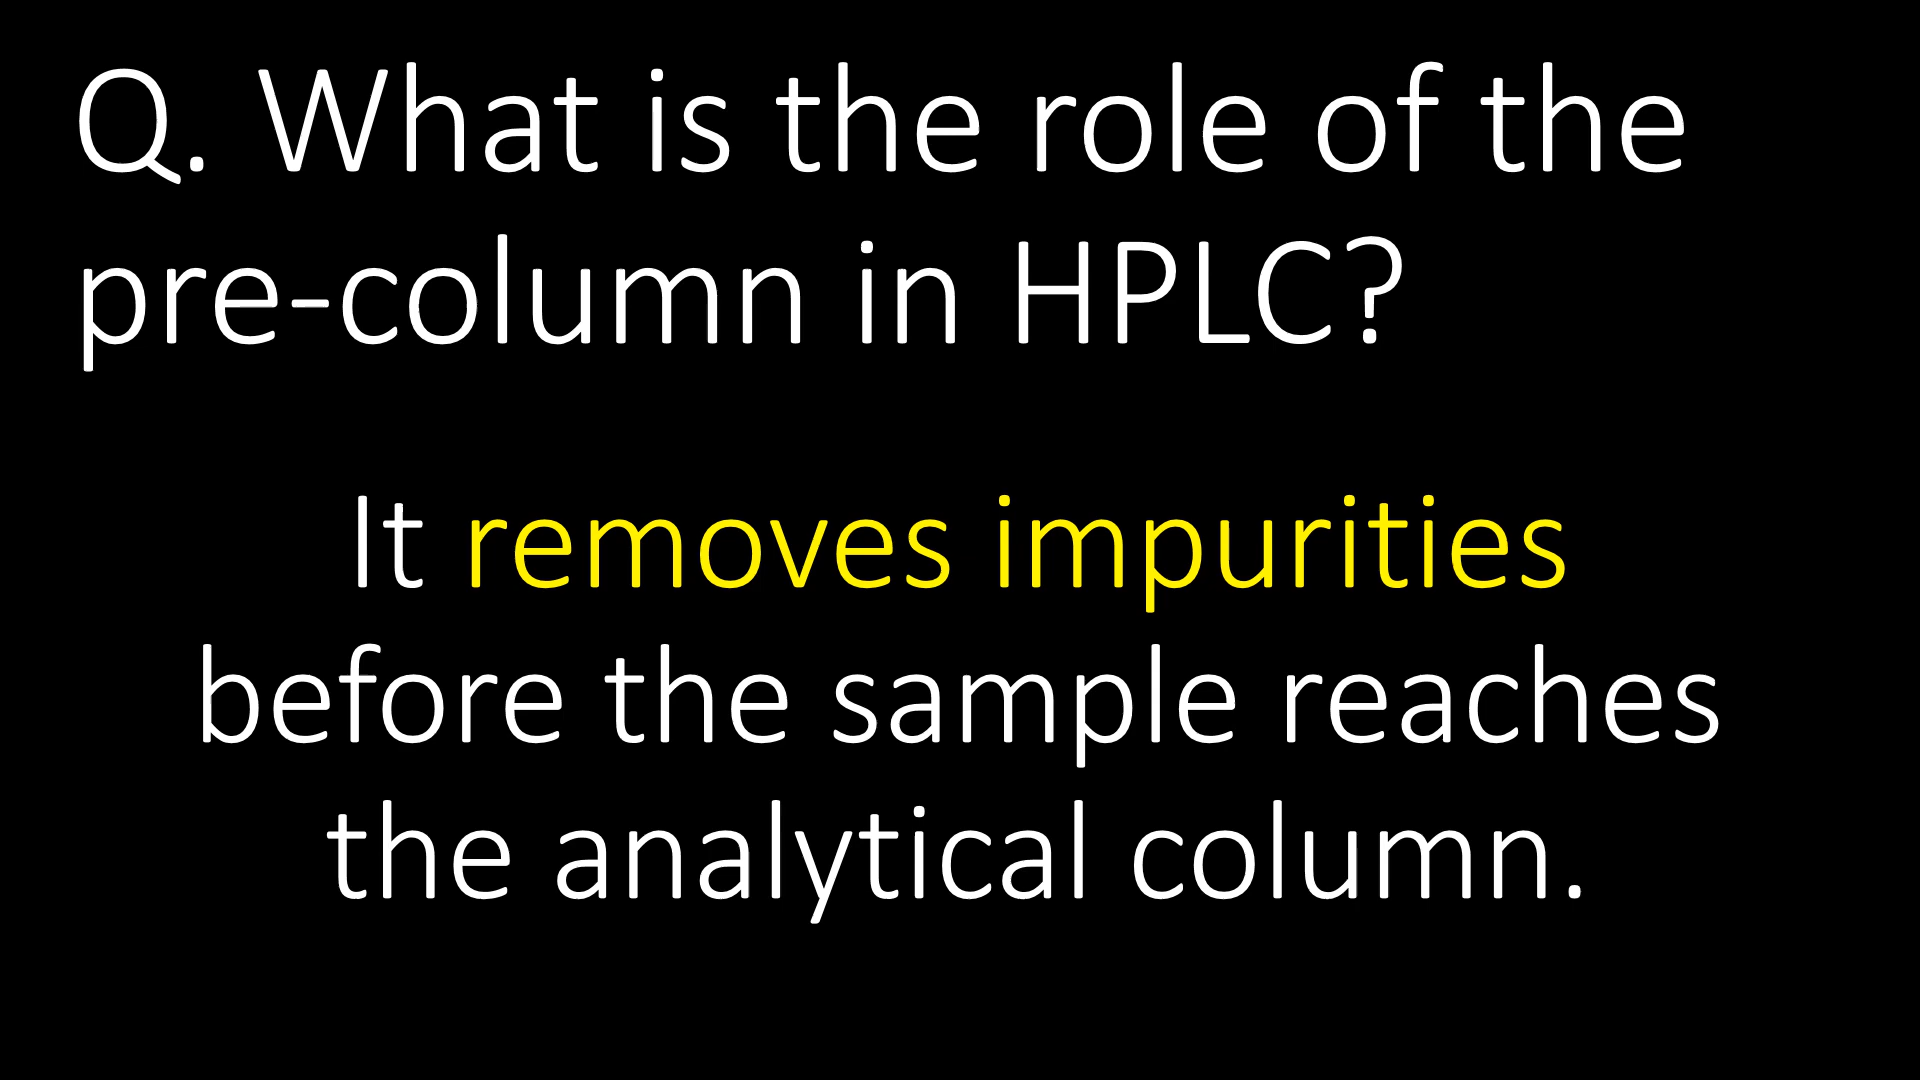 Q. What is the role of the
pre-column in HPLC?
It removes impurities
before the sample reaches
the analytical column.